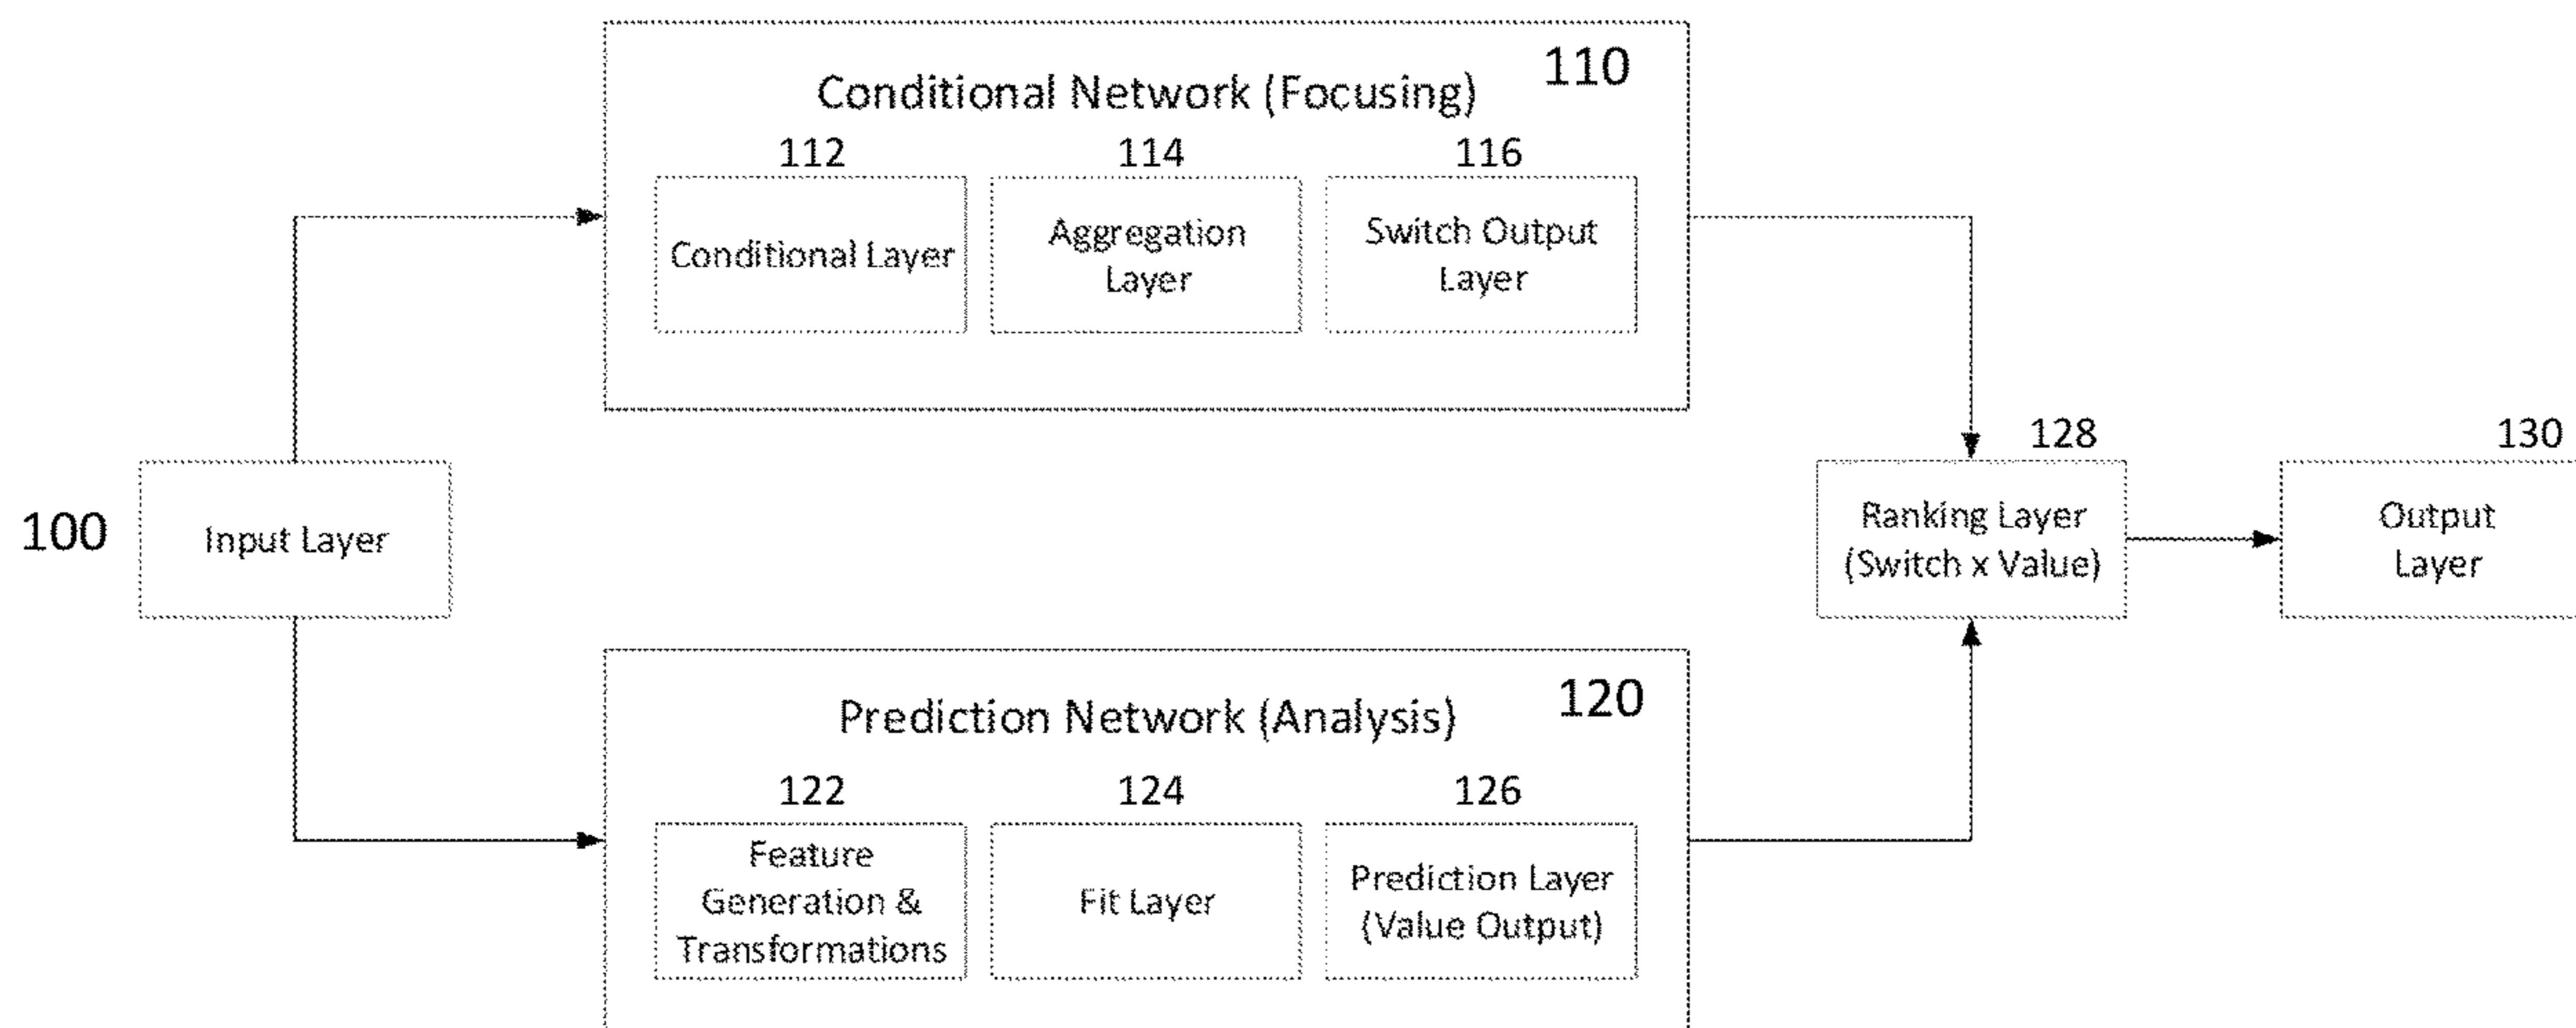 110
Conditional Network (Focusing)
112
114
116
Conditional Layer
Aggregation
Layer
Switch Output
Layer
100
Input Layer
128
Ranking Layer
(Switch x Value)
130
Output
Layer
120
Prediction Network (Analysis)
122
124
126
Feature
Generation &
Transformations
Fit Layer
Prediction Layer
(Value Output)